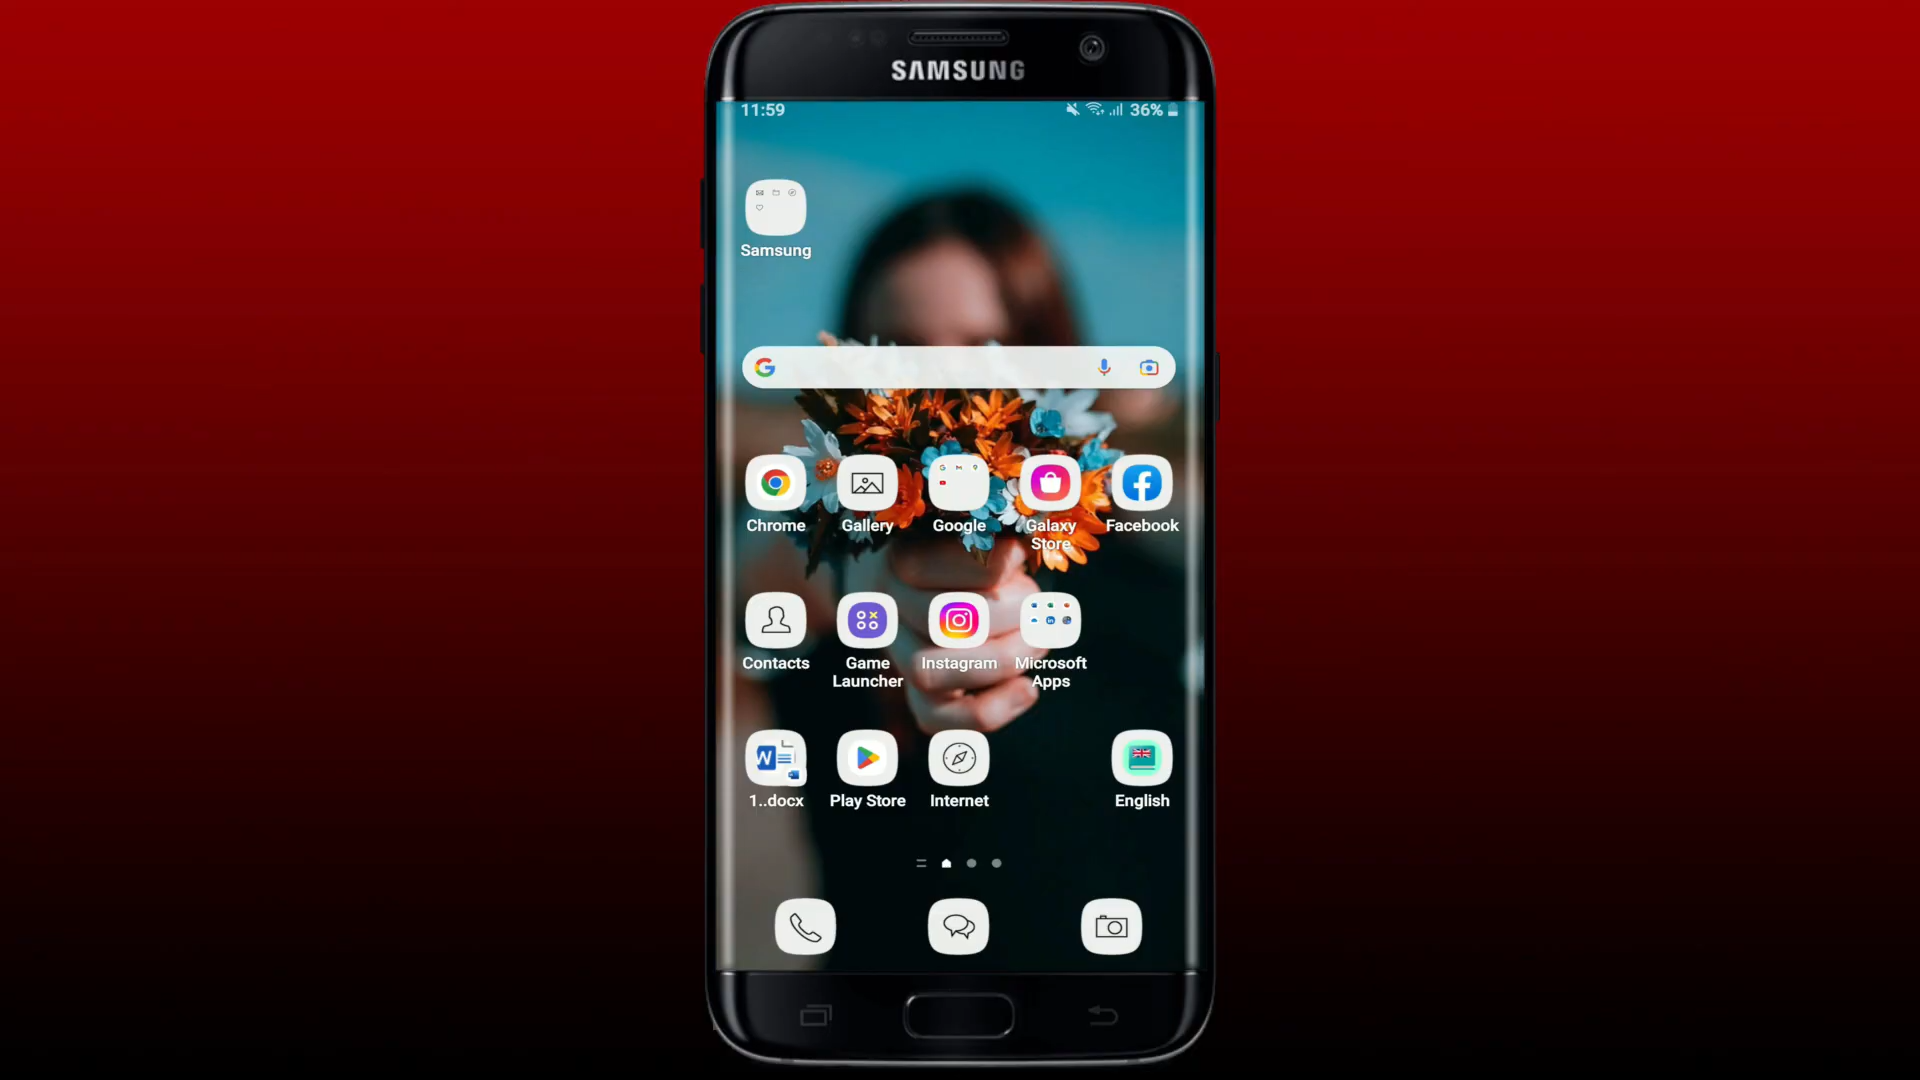 SAMSUNG
11:59 36%
Samsung
Chrome Gallery Google Galaxy Store Facebook
Contacts Game Launcher Instagram Microsoft Apps
1..docx Play Store Internet English